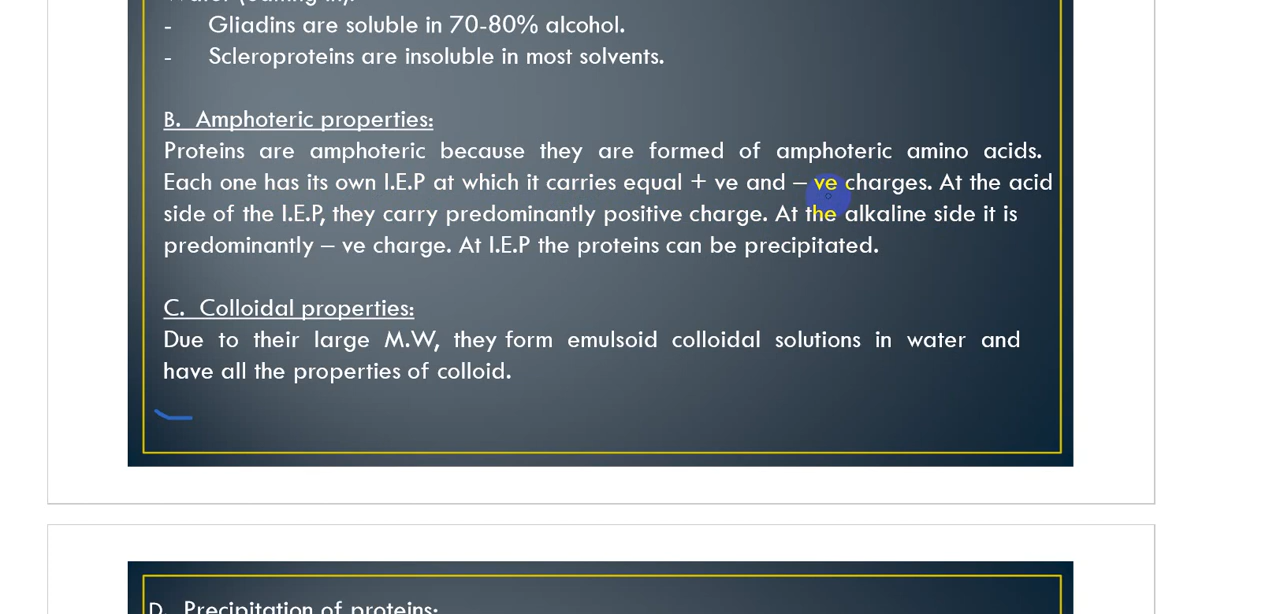 - Gliadins are soluble in 70-80% alcohol.
- Scleroproteins are insoluble in most solvents.
B. Amphoteric properties:
Proteins are amphoteric because they are formed of amphoteric amino acids.
Each one has its own I.E.P at which it carries equal + ve and – ve charges. At the acid
side of the I.E.P, they carry predominantly positive charge. At the alkaline side it is
predominantly – ve charge. At I.E.P the proteins can be precipitated.
C. Colloidal properties:
Due to their large M.W, they form emulsoid colloidal solutions in water and
have all the properties of colloid.
D. Precipitation of proteins: